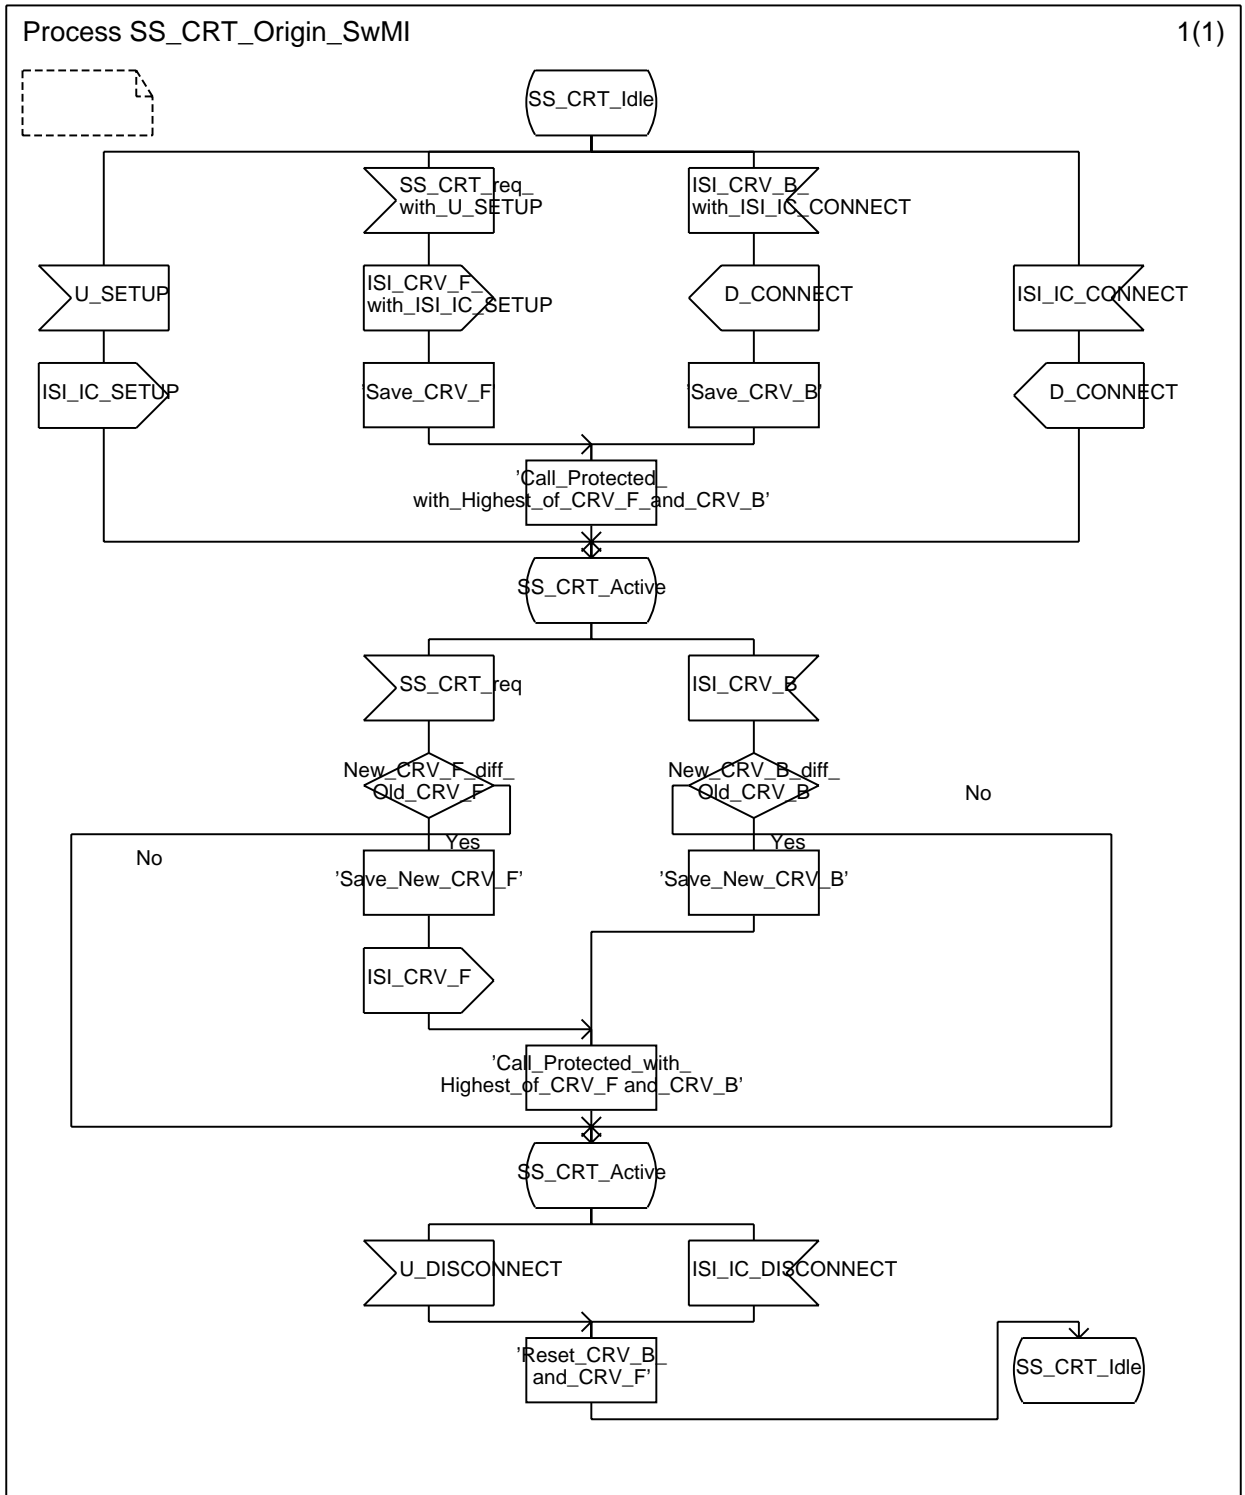 Process SS_CRT_Origin_SwMI
1(1)
SS_CRT_Idle
SS_CRT_req_
with_U_SETUP
ISI_CRV_B_
with_ISI_IC_CONNECT
U_SETUP
ISI_CRV_F_
with_ISI_IC_SETUP
D_CONNECT
ISI_IC_CONNECT
ISI_IC_SETUP
'Save_CRV_F'
'Save_CRV_B'
D_CONNECT
'Call_Protected_
with_Highest_of_CRV_F_and_CRV_B'
SS_CRT_Active
SS_CRT_req
ISI_CRV_B
New_CRV_F_diff_
Old_CRV_F
New_CRV_B_diff_
Old_CRV_B
No
Yes
Yes
No
'Save_New_CRV_F'
'Save_New_CRV_B'
ISI_CRV_F
'Call_Protected_with_
Highest_of_CRV_F and_CRV_B'
SS_CRT_Active
U_DISCONNECT
ISI_IC_DISCONNECT
'Reset_CRV_B_
and_CRV_F'
SS_CRT_Idle